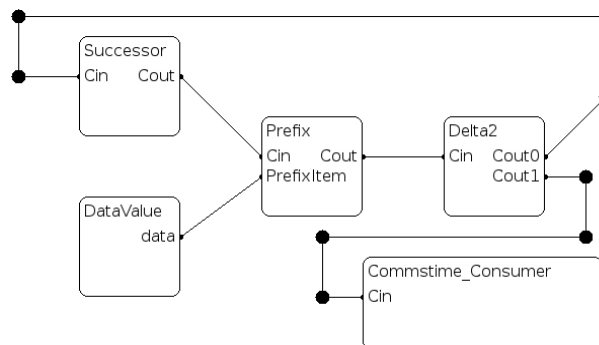 Successor
Cin Cout
Prefix
Cin Cout
PrefixItem
Delta2
Cin Cout0
Cout1
DataValue
data
Commstime_Consumer
Cin